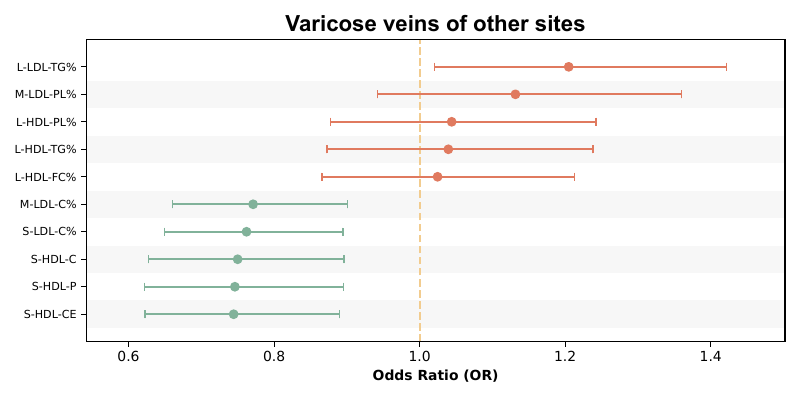 Varicose veins of other sites
L-LDL-TG%
M-LDL-PL%
L-HDL-PL%
L-HDL-TG%
L-HDL-FC%
M-LDL-C%
S-LDL-C%
S-HDL-C
S-HDL-P
S-HDL-CE
0.6 0.8 1.0 1.2 1.4
Odds Ratio (OR)